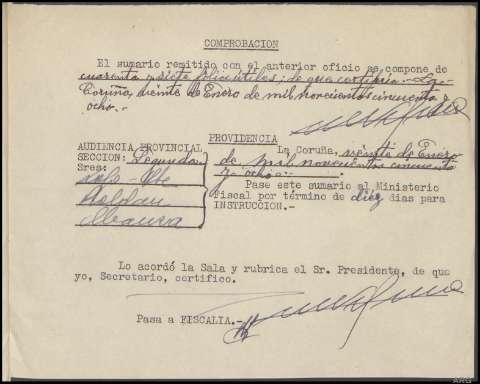 COMPROBACION
El sumario remitido con el anterior oficio se compone de
cuarenta y siete folios útiles; de que certifico.- La
Coruña, veinte de Enero de mil novecientos cincuenta y
ocho.-
PROVIDENCIA
AUDIENCIA PROVINCIAL
SECCION: Segunda
Sres:
Pte
Roldán
La Coruña, veinte de Enero
de mil novecientos cincuenta
y ocho.
Pase este sumario al Ministerio
Fiscal por término de diez dias para
INSTRUCCION.-
Lo acordó la Sala y rubrica el Sr. Presidente, de que
yo, Secretario, certifico.
Pasa a FISCALIA.-
ARG